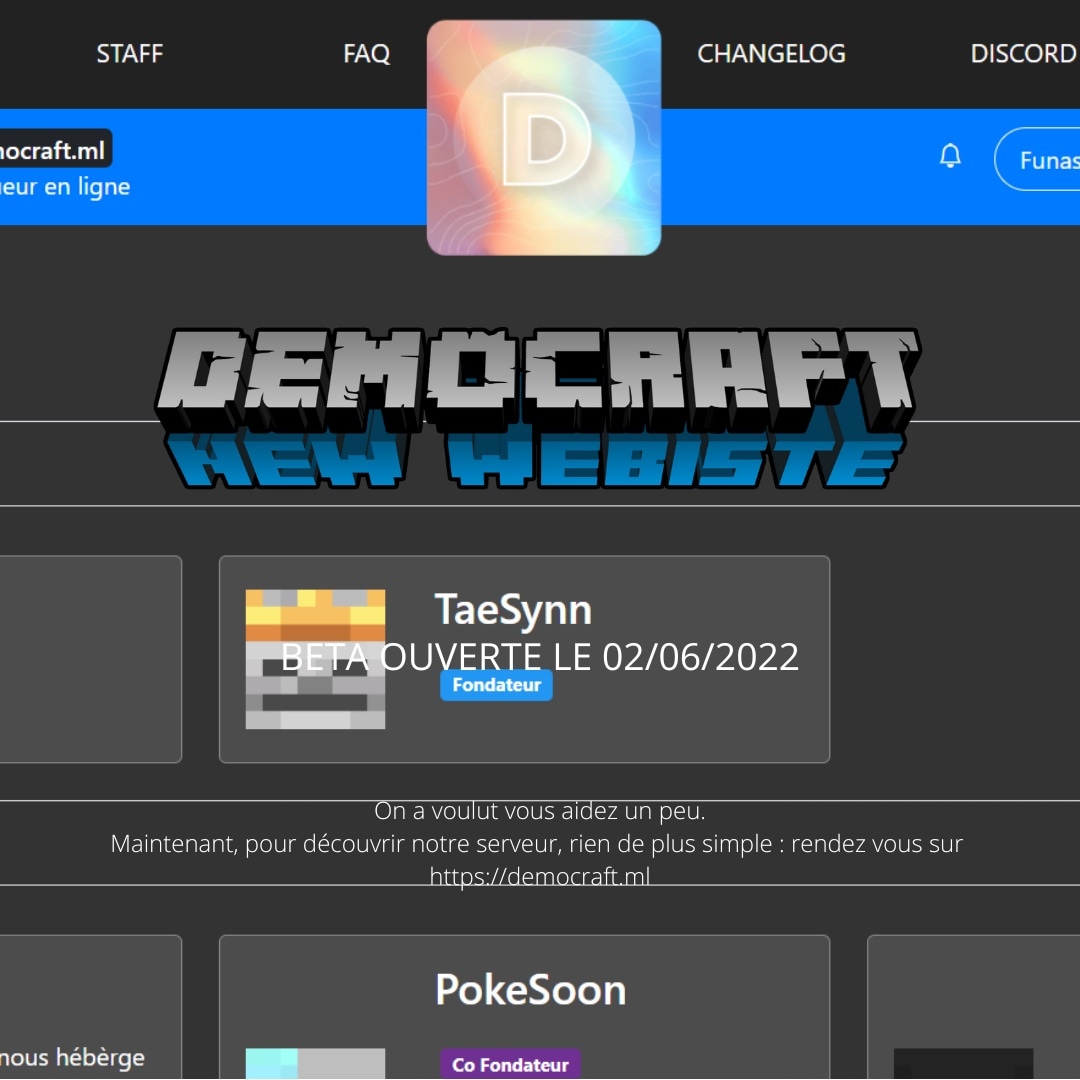 STAFF
FAQ
CHANGELOG
DISCORD
D
nocraft.ml
ueur en ligne
Funas
DEMOCRAFT
NEW WEBISTE
TaeSynn
BETA OUVERTE LE 02/06/2022
Fondateur
On a voulut vous aidez un peu.
Maintenant, pour découvrir notre serveur, rien de plus simple : rendez vous sur
https://democraft.ml
PokeSoon
nous hébèrge
Co Fondateur